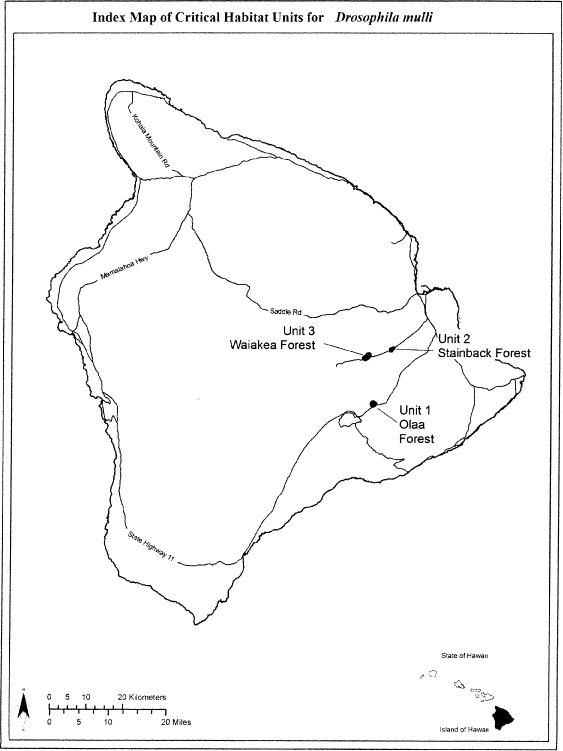 Index Map of Critical Habitat Units for Drosophila mulli
Kohala Mountain Rd
Mamalahoa Hwy
Saddle Rd
Unit 3
Waiakea Forest
Unit 2
Stainback Forest
Unit 1
Olaa
Forest
State Highway 11
State of Hawaii
Island of Hawaii
0 5 10 20 Kilometers
0 5 10 20 Miles